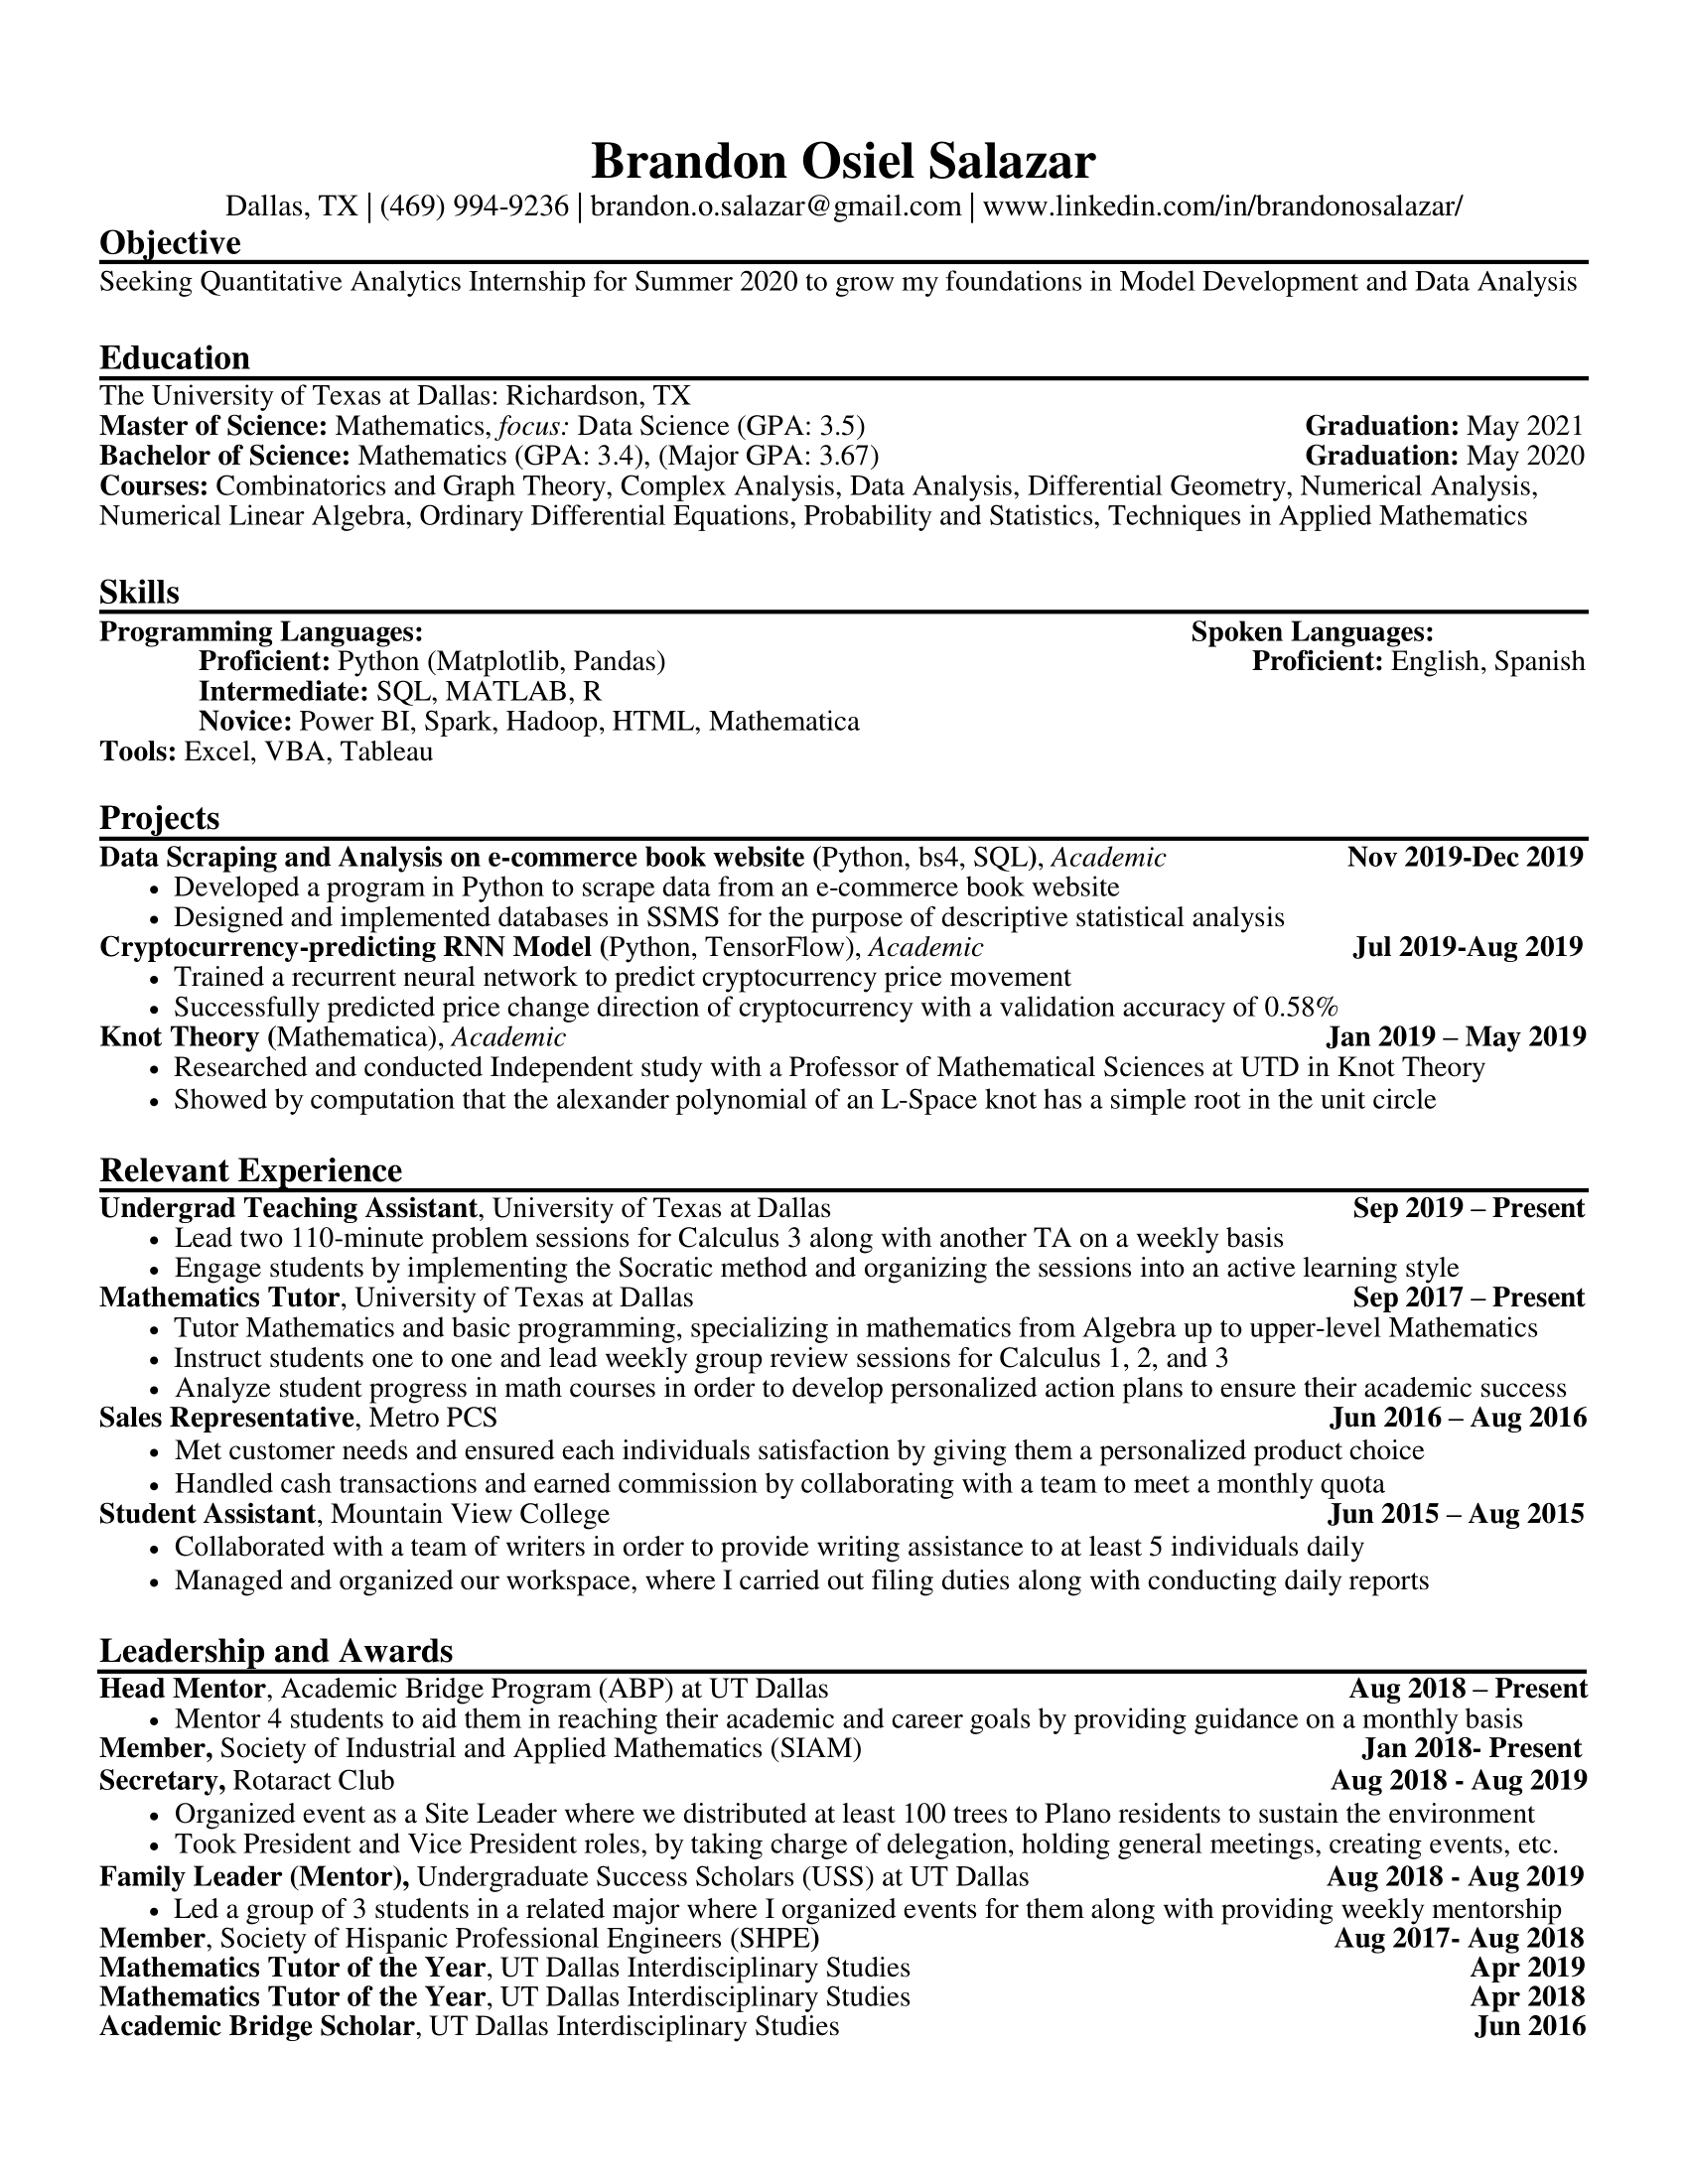 Brandon Osiel Salazar
Dallas, TX | (469) 994-9236 | brandon.o.salazar@gmail.com | www.linkedin.com/in/brandonosalazar/
Objective
Seeking Quantitative Analytics Internship for Summer 2020 to grow my foundations in Model Development and Data Analysis
Education
The University of Texas at Dallas: Richardson, TX
Master of Science: Mathematics, focus: Data Science (GPA: 3.5) Graduation: May 2021
Bachelor of Science: Mathematics (GPA: 3.4), (Major GPA: 3.67) Graduation: May 2020
Courses: Combinatorics and Graph Theory, Complex Analysis, Data Analysis, Differential Geometry, Numerical Analysis,
Numerical Linear Algebra, Ordinary Differential Equations, Probability and Statistics, Techniques in Applied Mathematics
Skills
Programming Languages: Spoken Languages:
Proficient: Python (Matplotlib, Pandas) Proficient: English, Spanish
Intermediate: SQL, MATLAB, R
Novice: Power BI, Spark, Hadoop, HTML, Mathematica
Tools: Excel, VBA, Tableau
Projects
Data Scraping and Analysis on e-commerce book website (Python, bs4, SQL), Academic Nov 2019-Dec 2019
• Developed a program in Python to scrape data from an e-commerce book website
• Designed and implemented databases in SSMS for the purpose of descriptive statistical analysis
Cryptocurrency-predicting RNN Model (Python, TensorFlow), Academic Jul 2019-Aug 2019
• Trained a recurrent neural network to predict cryptocurrency price movement
• Successfully predicted price change direction of cryptocurrency with a validation accuracy of 0.58%
Knot Theory (Mathematica), Academic Jan 2019 – May 2019
• Researched and conducted Independent study with a Professor of Mathematical Sciences at UTD in Knot Theory
• Showed by computation that the alexander polynomial of an L-Space knot has a simple root in the unit circle
Relevant Experience
Undergrad Teaching Assistant, University of Texas at Dallas Sep 2019 – Present
• Lead two 110-minute problem sessions for Calculus 3 along with another TA on a weekly basis
• Engage students by implementing the Socratic method and organizing the sessions into an active learning style
Mathematics Tutor, University of Texas at Dallas Sep 2017 – Present
• Tutor Mathematics and basic programming, specializing in mathematics from Algebra up to upper-level Mathematics
• Instruct students one to one and lead weekly group review sessions for Calculus 1, 2, and 3
• Analyze student progress in math courses in order to develop personalized action plans to ensure their academic success
Sales Representative, Metro PCS Jun 2016 – Aug 2016
• Met customer needs and ensured each individuals satisfaction by giving them a personalized product choice
• Handled cash transactions and earned commission by collaborating with a team to meet a monthly quota
Student Assistant, Mountain View College Jun 2015 – Aug 2015
• Collaborated with a team of writers in order to provide writing assistance to at least 5 individuals daily
• Managed and organized our workspace, where I carried out filing duties along with conducting daily reports
Leadership and Awards
Head Mentor, Academic Bridge Program (ABP) at UT Dallas Aug 2018 – Present
• Mentor 4 students to aid them in reaching their academic and career goals by providing guidance on a monthly basis
Member, Society of Industrial and Applied Mathematics (SIAM) Jan 2018- Present
Secretary, Rotaract Club Aug 2018 - Aug 2019
• Organized event as a Site Leader where we distributed at least 100 trees to Plano residents to sustain the environment
• Took President and Vice President roles, by taking charge of delegation, holding general meetings, creating events, etc.
Family Leader (Mentor), Undergraduate Success Scholars (USS) at UT Dallas Aug 2018 - Aug 2019
• Led a group of 3 students in a related major where I organized events for them along with providing weekly mentorship
Member, Society of Hispanic Professional Engineers (SHPE) Aug 2017- Aug 2018
Mathematics Tutor of the Year, UT Dallas Interdisciplinary Studies Apr 2019
Mathematics Tutor of the Year, UT Dallas Interdisciplinary Studies Apr 2018
Academic Bridge Scholar, UT Dallas Interdisciplinary Studies Jun 2016